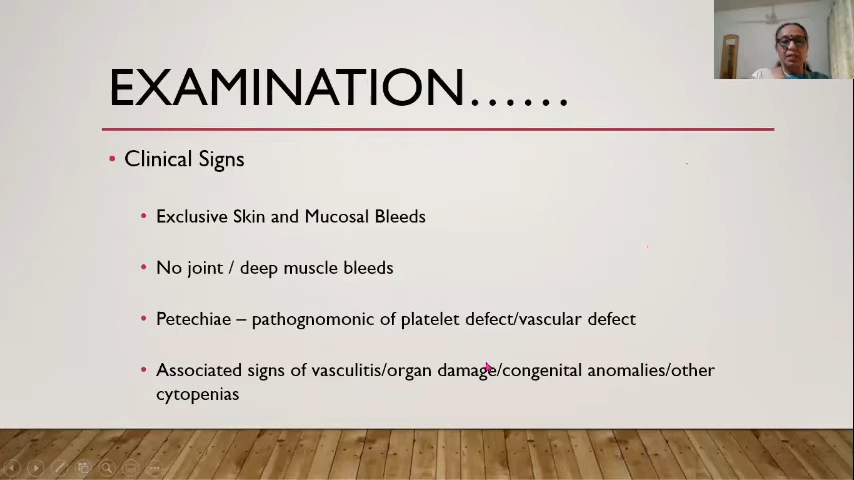 EXAMINATION......
• Clinical Signs
• Exclusive Skin and Mucosal Bleeds
• No joint / deep muscle bleeds
• Petechiae – pathognomonic of platelet defect/vascular defect
• Associated signs of vasculitis/organ damage/congenital anomalies/other
cytopenias